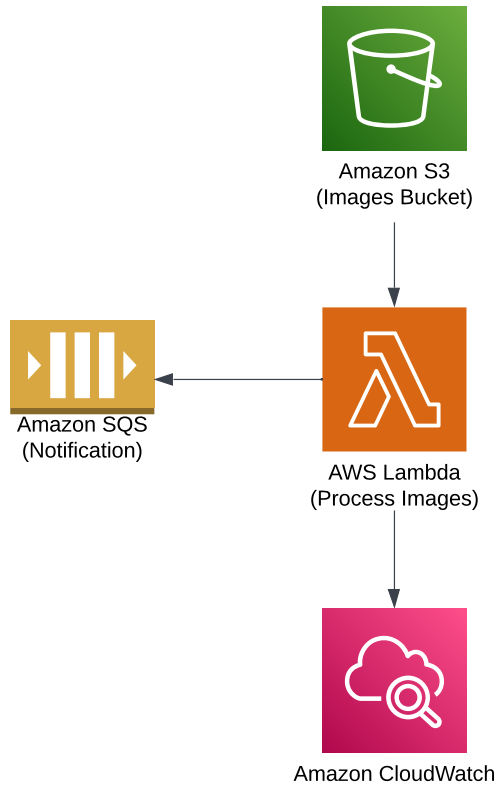 Amazon S3
(Images Bucket)
Amazon SQS
(Notification)
AWS Lambda
(Process Images)
Amazon CloudWatch